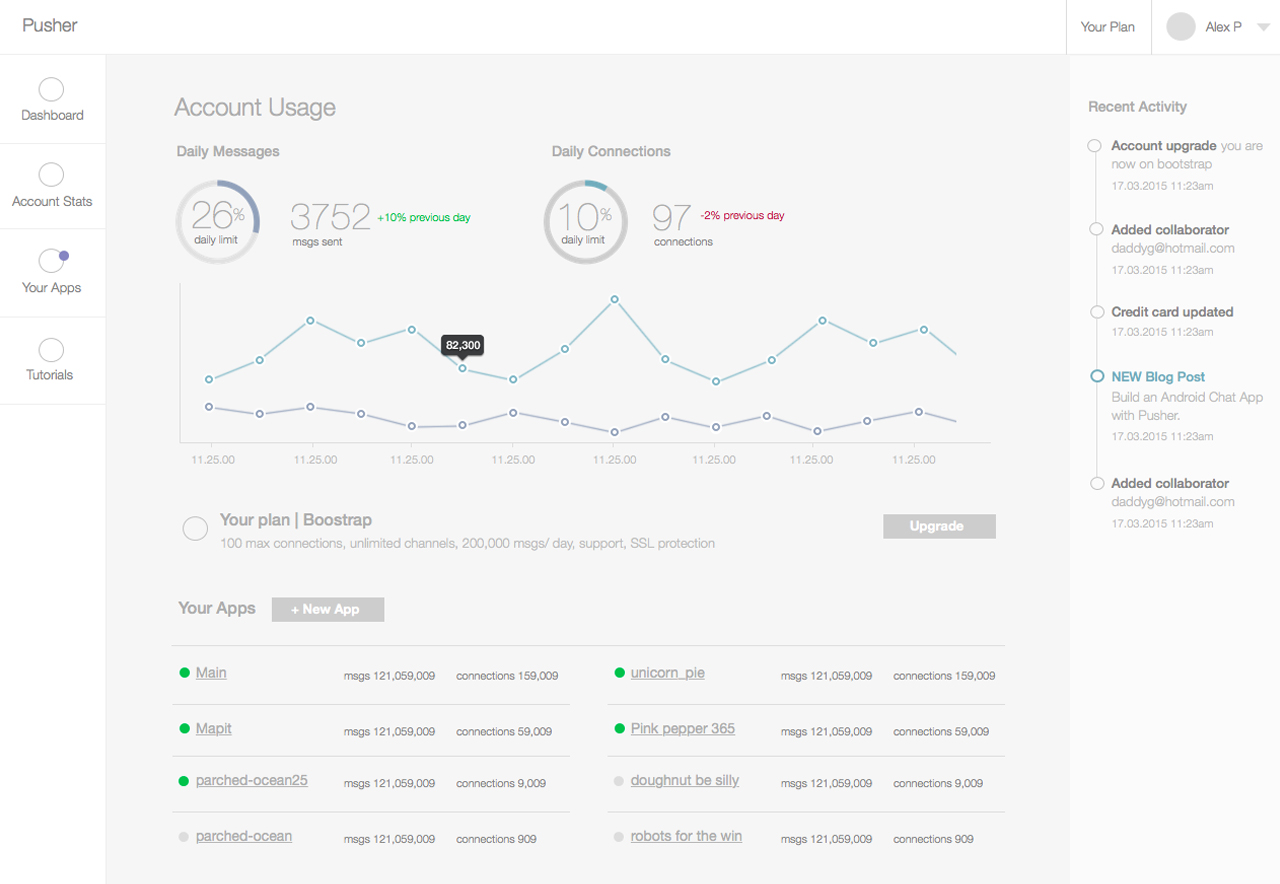 Pusher
Your Plan
Alex P
Dashboard
Account Stats
Your Apps
Tutorials
Account Usage
Daily Messages
26%
daily limit
3752
+10% previous day
msgs sent
Daily Connections
10%
daily limit
97
-2% previous day
connections
82,300
11.25.00 11.25.00 11.25.00 11.25.00 11.25.00 11.25.00 11.25.00 11.25.00
Your plan | Boostrap
100 max connections, unlimited channels, 200,000 msgs/ day, support, SSL protection
Upgrade
Your Apps
+ New App
Main msgs 121,059,009 connections 159,009
unicorn_pie msgs 121,059,009 connections 159,009
Mapit msgs 121,059,009 connections 59,009
Pink pepper 365 msgs 121,059,009 connections 59,009
parched-ocean25 msgs 121,059,009 connections 9,009
doughnut be silly msgs 121,059,009 connections 9,009
parched-ocean msgs 121,059,009 connections 909
robots for the win msgs 121,059,009 connections 909
Recent Activity
Account upgrade you are
now on bootstrap
17.03.2015 11:23am
Added collaborator
daddyg@hotmail.com
17.03.2015 11:23am
Credit card updated
17.03.2015 11:23am
NEW Blog Post
Build an Android Chat App
with Pusher.
17.03.2015 11:23am
Added collaborator
daddyg@hotmail.com
17.03.2015 11:23am